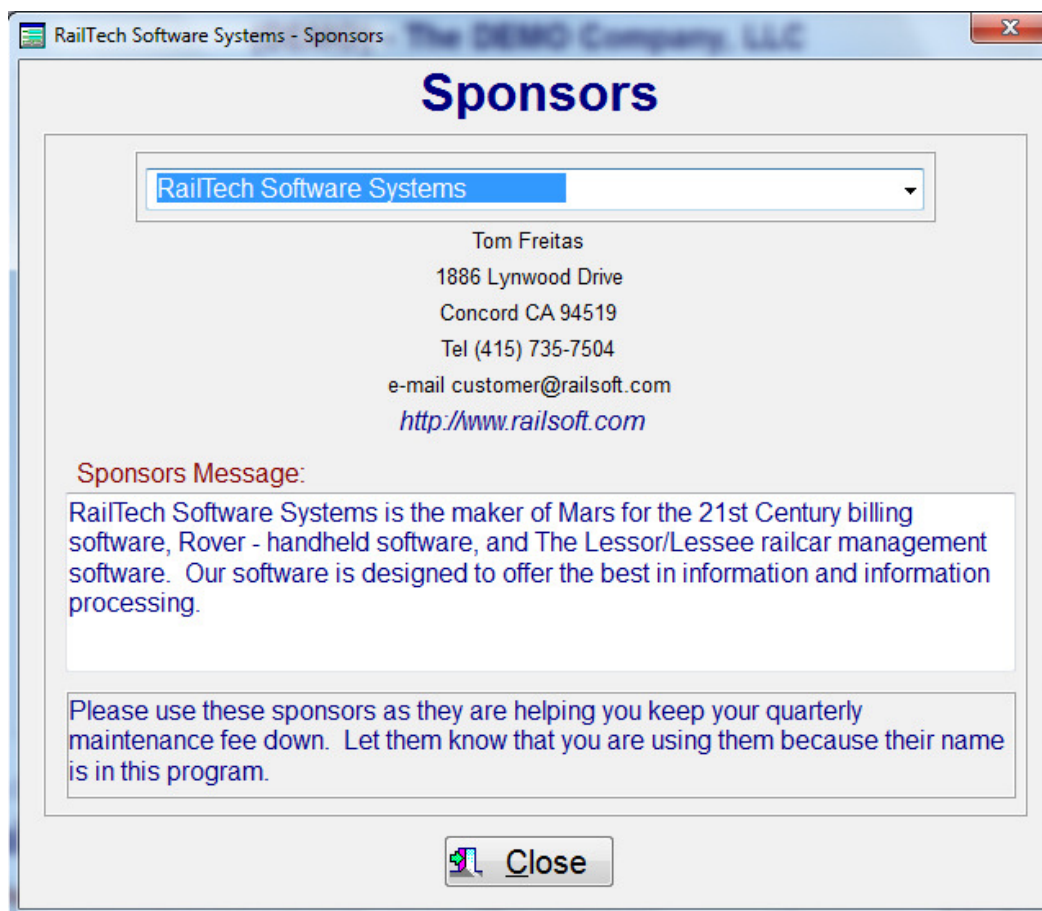 RailTech Software Systems - Sponsors
- The DEMO Company, LLC
X
Sponsors
RailTech Software Systems
Tom Freitas
1886 Lynwood Drive
Concord CA 94519
Tel (415) 735-7504
e-mail customer@railsoft.com
http://www.railsoft.com
Sponsors Message:
RailTech Software Systems is the maker of Mars for the 21st Century billing
software, Rover - handheld software, and The Lessor/Lessee railcar management
software.  Our software is designed to offer the best in information and information
processing.
Please use these sponsors as they are helping you keep your quarterly
maintenance fee down.  Let them know that you are using them because their name
is in this program.
Close